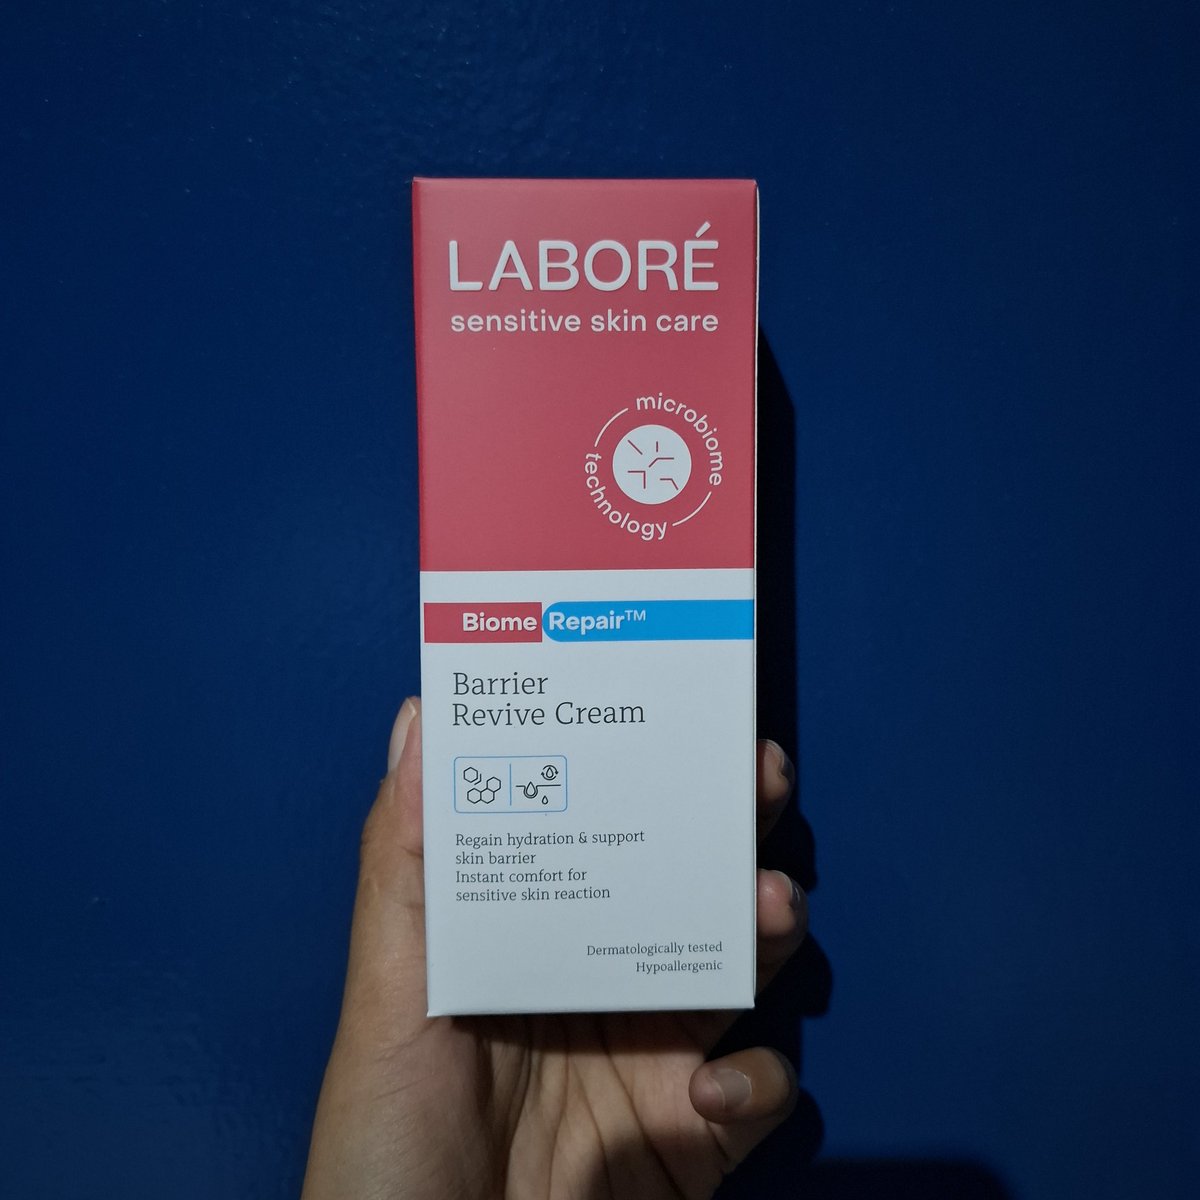 LABORÉ
sensitive skin care
microbiome
technology
Biome Repair™
Barrier
Revive Cream
Regain hydration & support
skin barrier
Instant comfort for
sensitive skin reaction
Dermatologically tested
Hypoallergenic